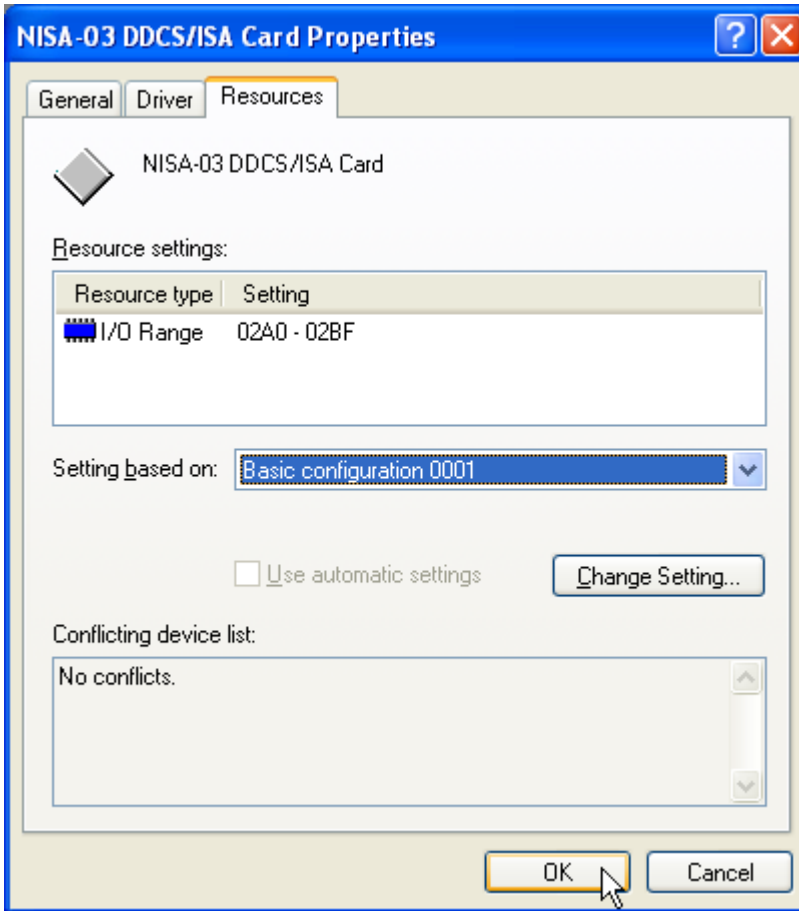 NISA-03 DDCS/ISA Card Properties
General Driver Resources
NISA-03 DDCS/ISA Card
Resource settings:
Resource type Setting
I/O Range 02A0 - 02BF
Setting based on: Basic configuration 0001
Use automatic settings Change Setting...
Conflicting device list:
No conflicts.
OK Cancel